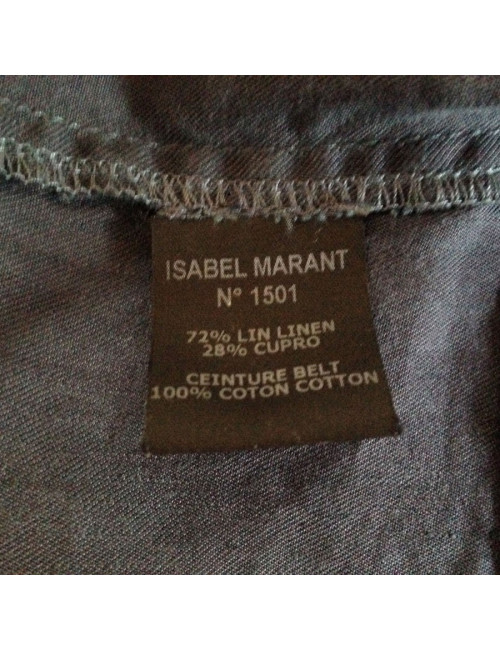 ISABEL MARANT
N° 1501
72% LIN LINEN
28% CUPRO
CEINTURE BELT
100% COTON COTTON